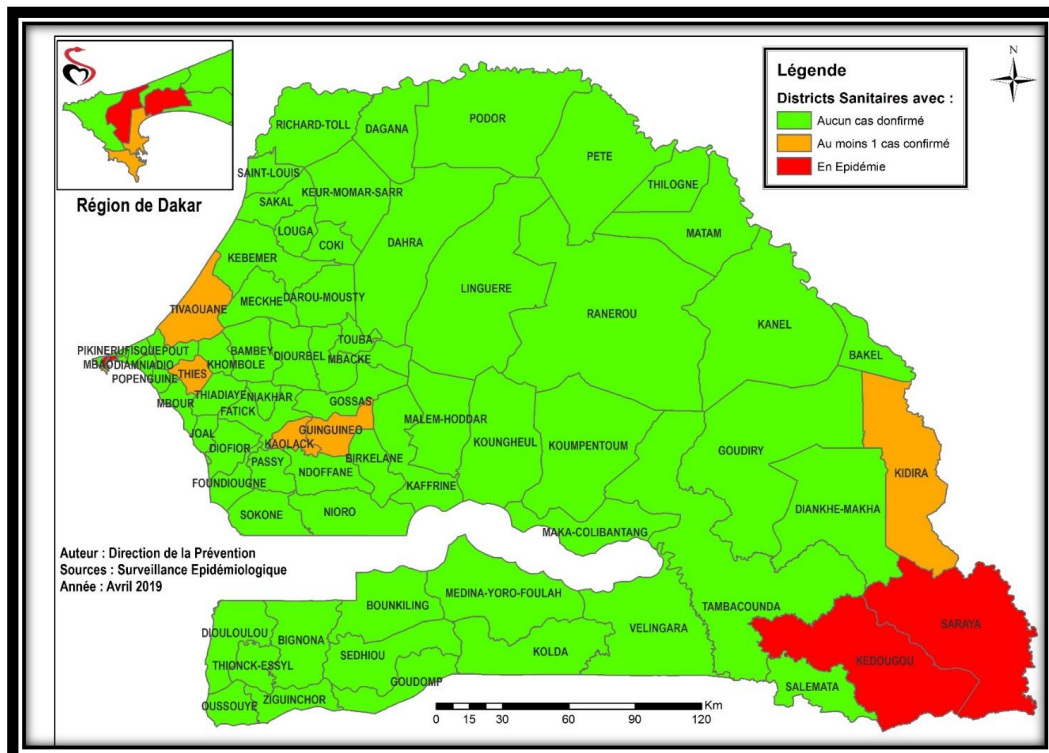 Légende
Districts Sanitaires avec :
Aucun cas donfirmé
Au moins 1 cas confirmé
En Epidémie
N
Région de Dakar
RICHARD-TOLL
DAGANA
PODOR
PETE
THILOGNE
SAINT-LOUIS
KEUR-MOMAR-SARR
SAKAL
LOUGA
COKI
DAHRA
MATAM
KEBEMER
LINGUERE
RANEROU
KANEL
MECKHE
DAROU-MOUSTY
TIVAOUANE
TOUBA
BAKEL
PIKINE
RUFISQUE
POUT
BAMBEY
DIOURBEL
MBACKE
MBAO
DIAMNIADIO
KHOMBOLE
THIES
POPENGUINE
THIADIAYE
NIAKHAR
GOSSAS
MBOUR
FATICK
MALEM-HODDAR
GUINGUINEO
KOUNGHEUL
KOUMPENTOUM
JOAL
KAOLACK
DIOFIOR
BIRKELANE
GOUDIRY
PASSY
NDOFFANE
KIDIRA
FOUNDIOUGNE
KAFFRINE
SOKONE
NIORO
DIANKHE-MAKHA
MAKA-COLIBANTANG
Auteur : Direction de la Prévention
Sources : Surveillance Epidémiologique
Année : Avril 2019
MEDINA-YORO-FOULAH
BOUNKILING
TAMBACOUNDA
DIOULOULOU
BIGNONA
VELINGARA
SARAYA
SEDHIOU
KOLDA
KEDOUGOU
THIONCK-ESSYL
GOUDOMP
SALEMATA
OUSSOUYE
ZIGUINCHOR
Km
0 15 30 60 90 120